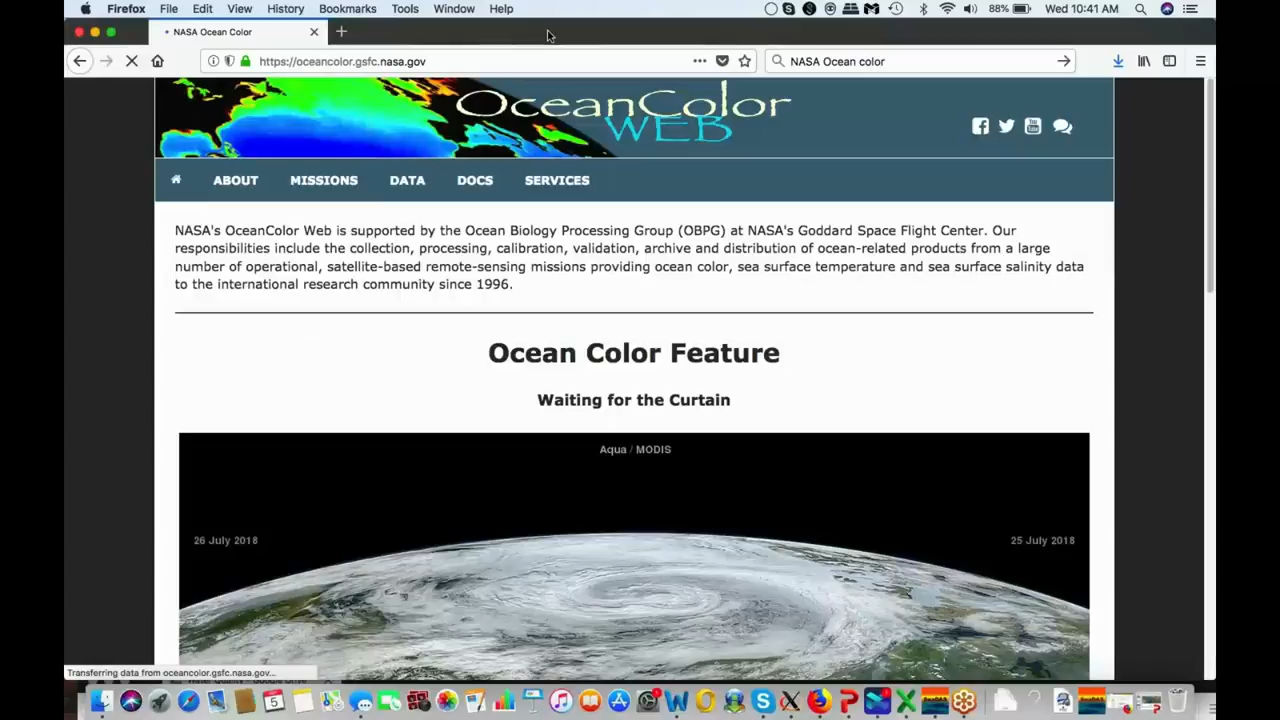 Firefox File Edit View History Bookmarks Tools Window Help 88% Wed 10:41 AM
NASA Ocean Color
https://oceancolor.gsfc.nasa.gov NASA Ocean color
OceanColor
WEB
ABOUT MISSIONS DATA DOCS SERVICES
NASA's OceanColor Web is supported by the Ocean Biology Processing Group (OBPG) at NASA's Goddard Space Flight Center. Our
responsibilities include the collection, processing, calibration, validation, archive and distribution of ocean-related products from a large
number of operational, satellite-based remote-sensing missions providing ocean color, sea surface temperature and sea surface salinity data
to the international research community since 1996.
Ocean Color Feature
Waiting for the Curtain
Aqua / MODIS
26 July 2018 25 July 2018
Transferring data from oceancolor.gsfc.nasa.gov...
5